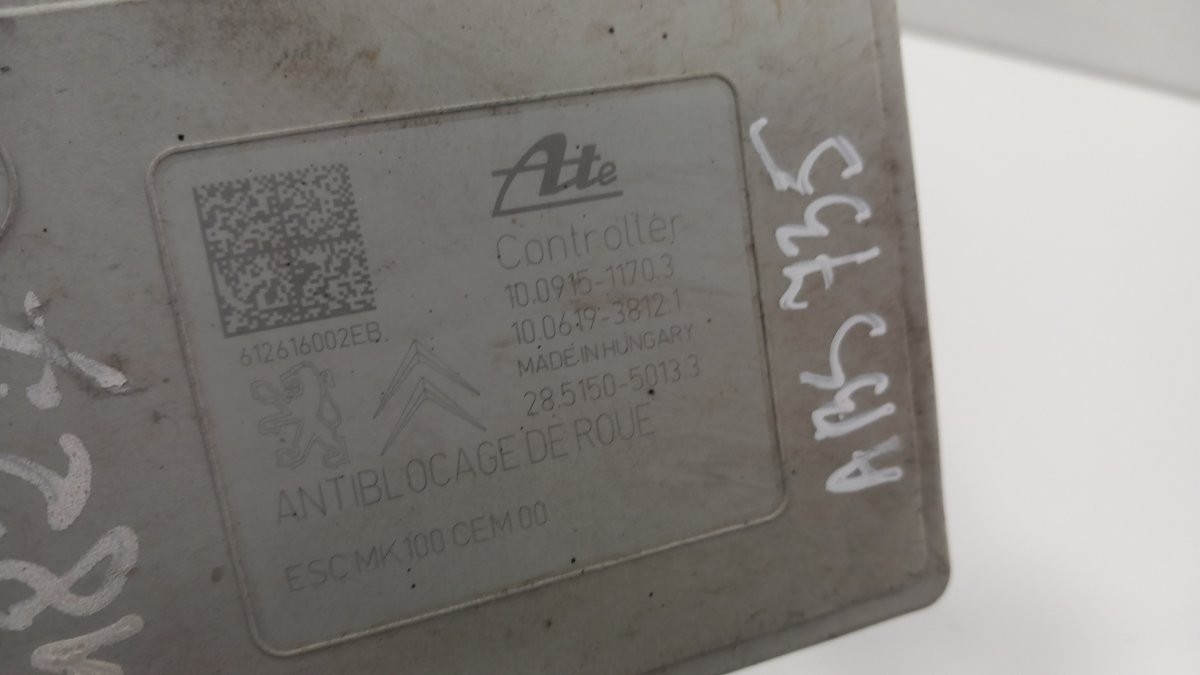 Ate
Controller
10.0915-1170.3
10.0619-3812.1
MADE IN HUNGARY
28.5150-5013.3
612616002EB
ANTIBLOCAGE DE ROUE
ESC MK100 CEM 00
ABS 735